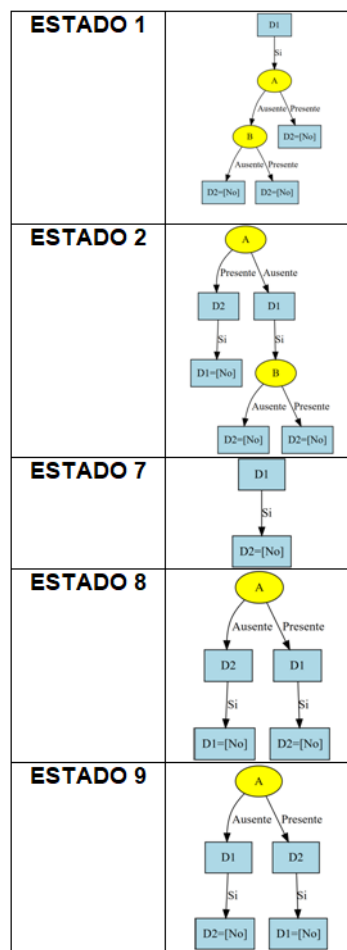 ESTADO 1
D1
Si
A
Ausente Presente
B D2=[No]
Ausente Presente
D2=[No] D2=[No]
ESTADO 2
A
Presente Ausente
D2 D1
Si Si
D1=[No] B
Ausente Presente
D2=[No] D2=[No]
ESTADO 7
D1
Si
D2=[No]
ESTADO 8
A
Ausente Presente
D2 D1
Si Si
D1=[No] D2=[No]
ESTADO 9
A
Ausente Presente
D1 D2
Si Si
D2=[No] D1=[No]